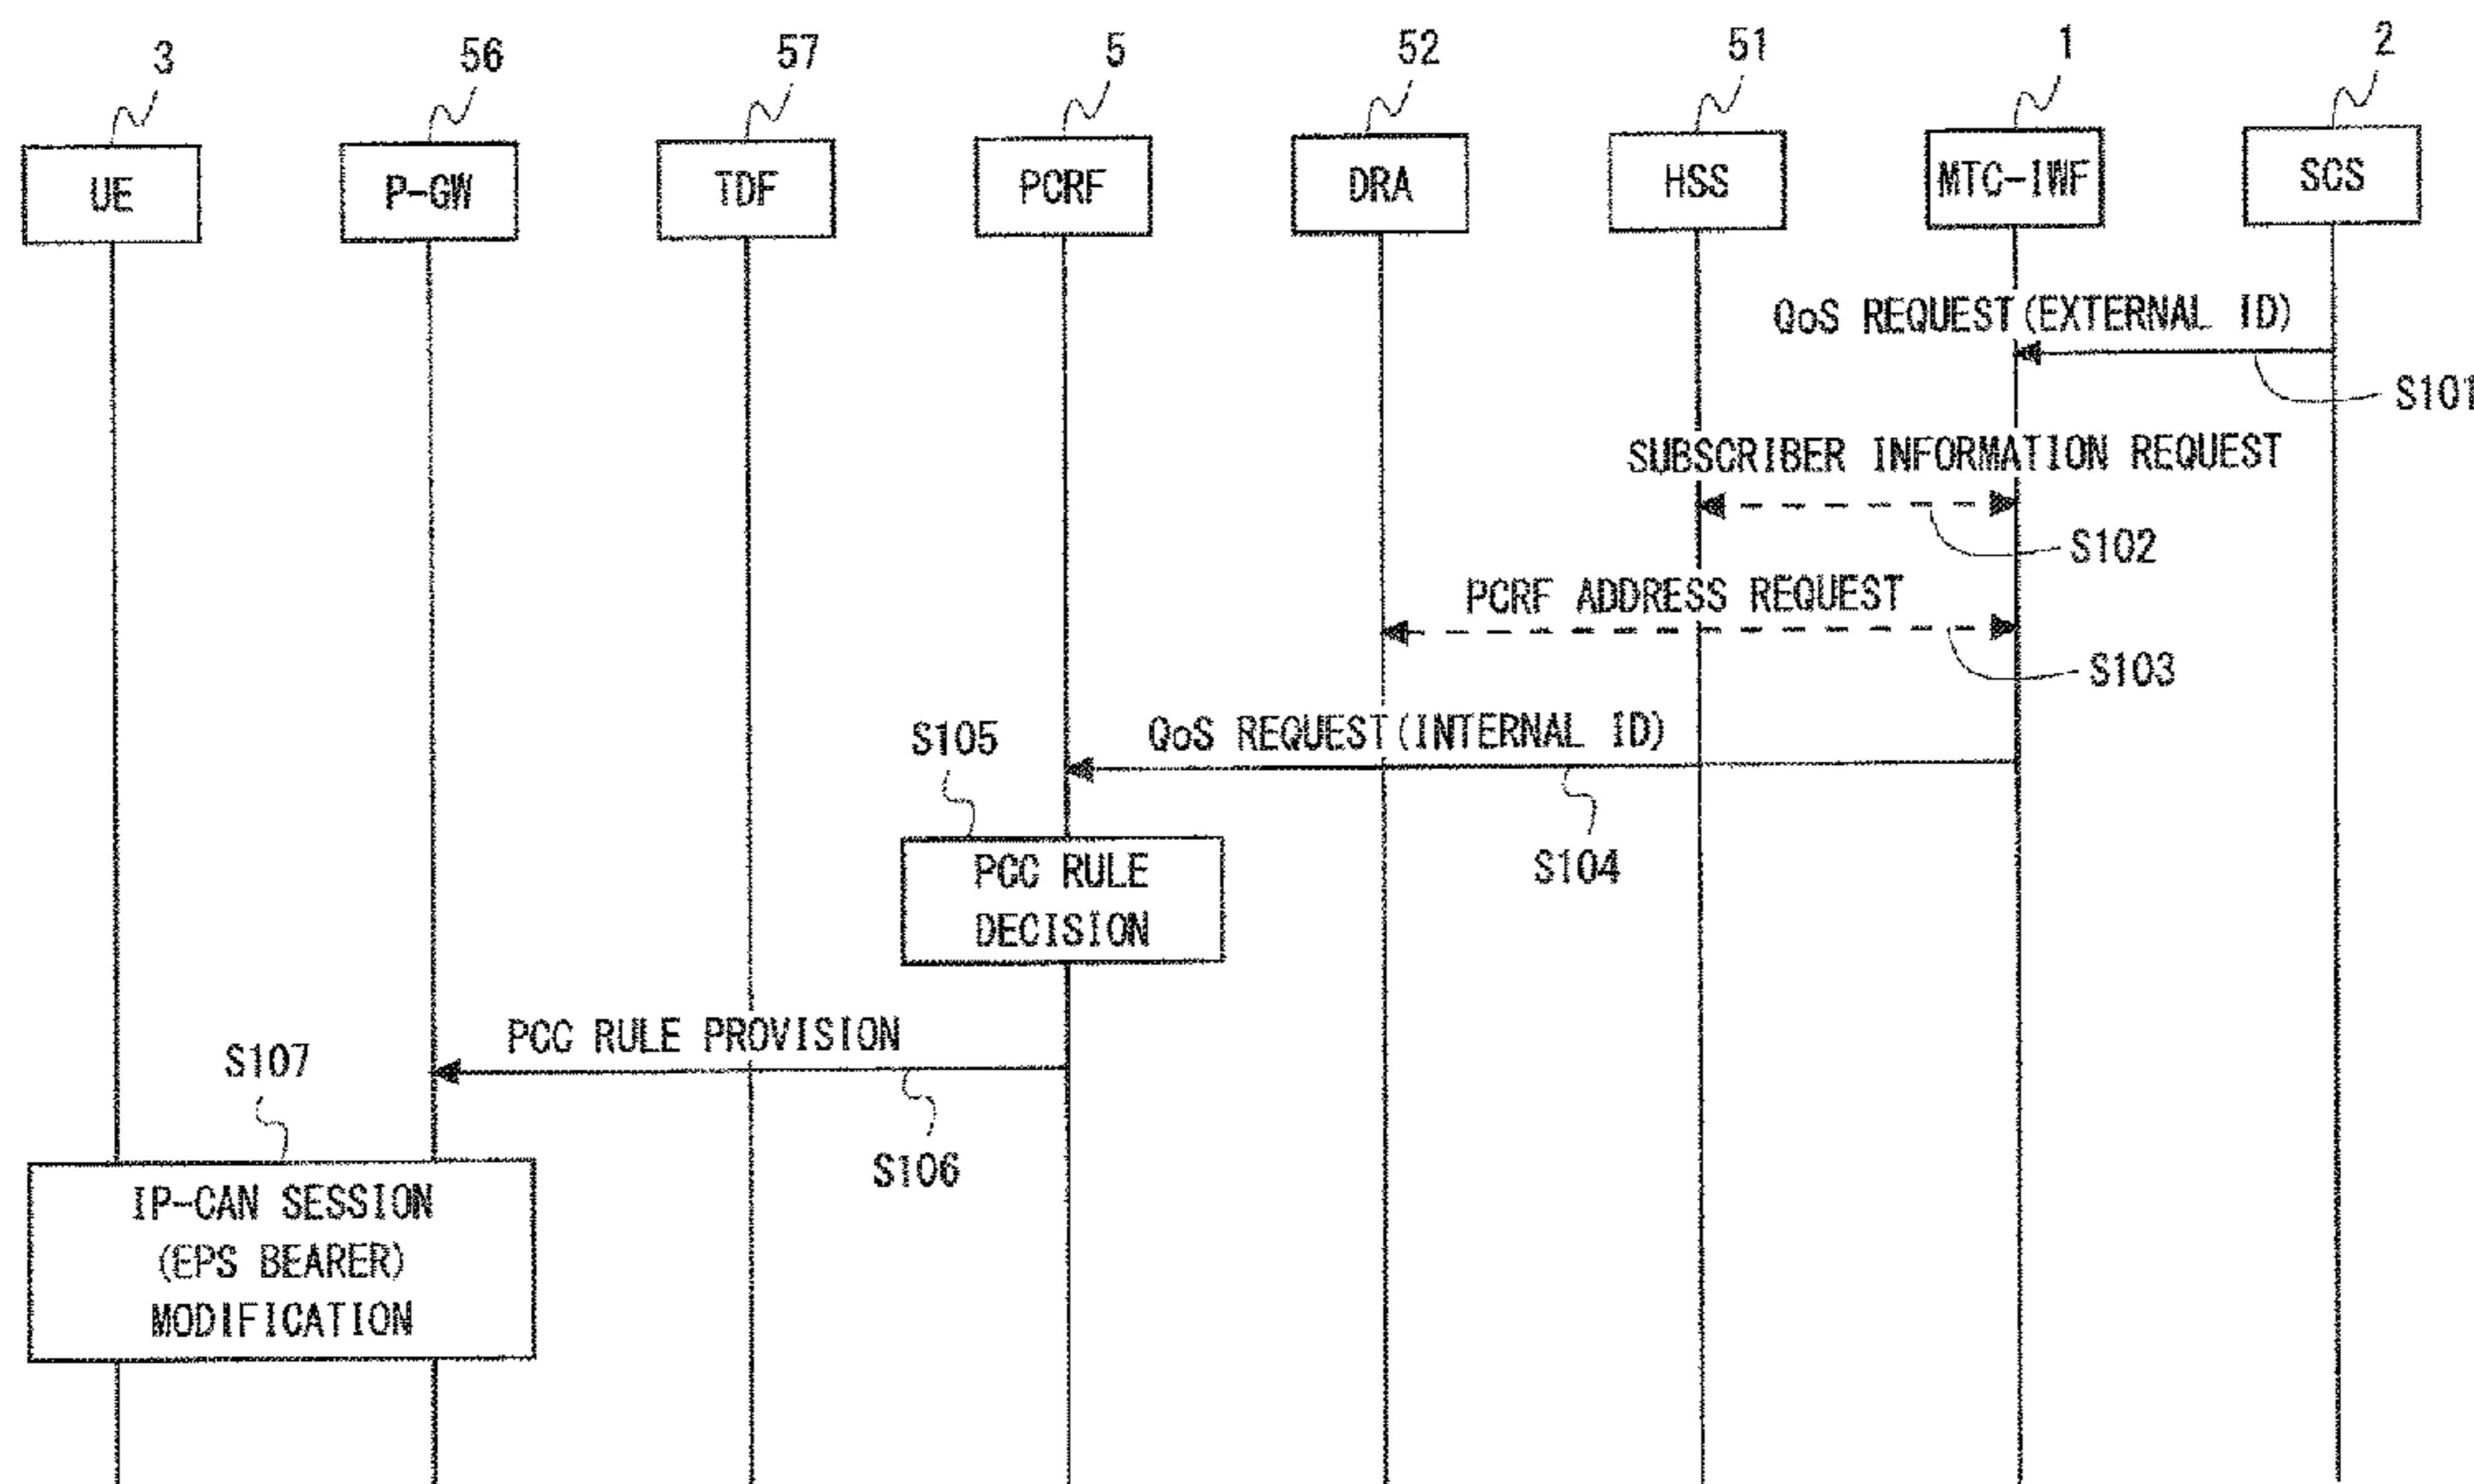 3
56
57
5
52
51
1
2
UE
P-GW
TDF
PCRF
DRA
HSS
MTC-IWF
SCS
QoS REQUEST(EXTERNAL ID)
S101
SUBSCRIBER INFORMATION REQUEST
S102
PCRF ADDRESS REQUEST
S103
QoS REQUEST(INTERNAL ID)
S104
S105
PCC RULE
DECISION
PCC RULE PROVISION
S106
S107
IP-CAN SESSION
(EPS BEARER)
MODIFICATION